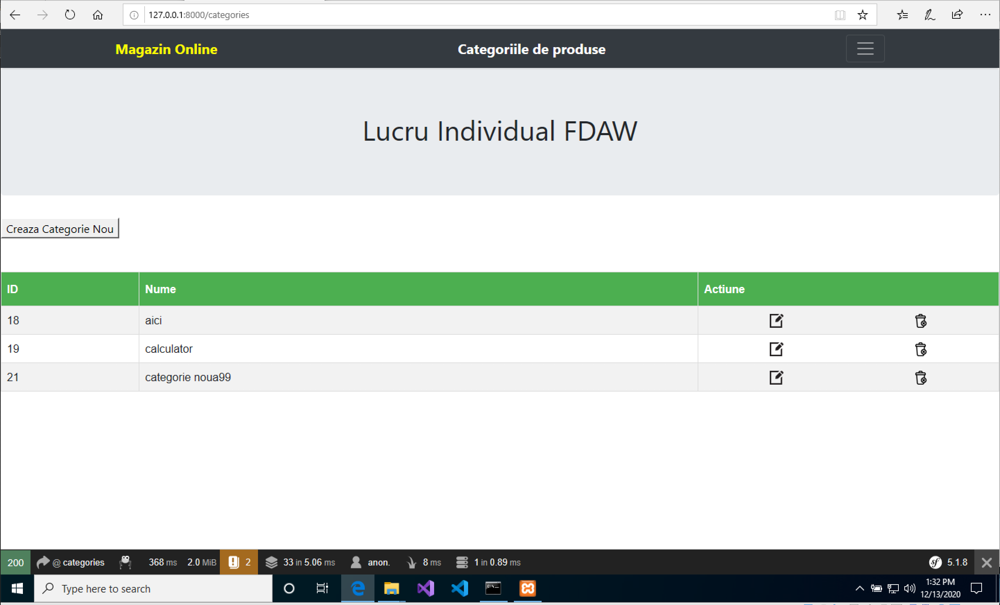 127.0.0.1:8000/categories
Magazin Online
Categoriile de produse
Lucru Individual FDAW
Creaza Categorie Nou
ID Nume Actiune
18 aici
19 calculator
21 categorie noua99
200 @ categories 368 ms 2.0 MiB 2 33 in 5.06 ms anon. 8 ms 1 in 0.89 ms sf 5.1.8
Type here to search
1:32 PM
12/13/2020